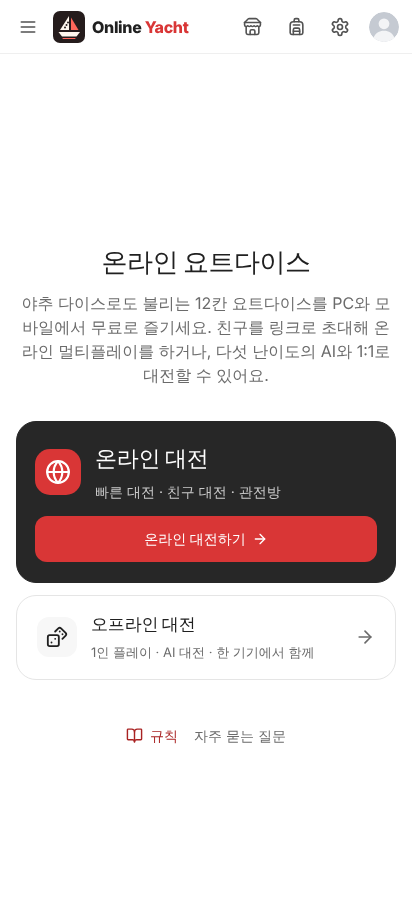 Online Yacht
온라인 요트다이스
야추 다이스로도 불리는 12칸 요트다이스를 PC와 모
바일에서 무료로 즐기세요. 친구를 링크로 초대해 온
라인 멀티플레이를 하거나, 다섯 난이도의 AI와 1:1로
대전할 수 있어요.
온라인 대전
빠른 대전 · 친구 대전 · 관전방
온라인 대전하기
오프라인 대전
1인 플레이 · AI 대전 · 한 기기에서 함께
규칙 자주 묻는 질문